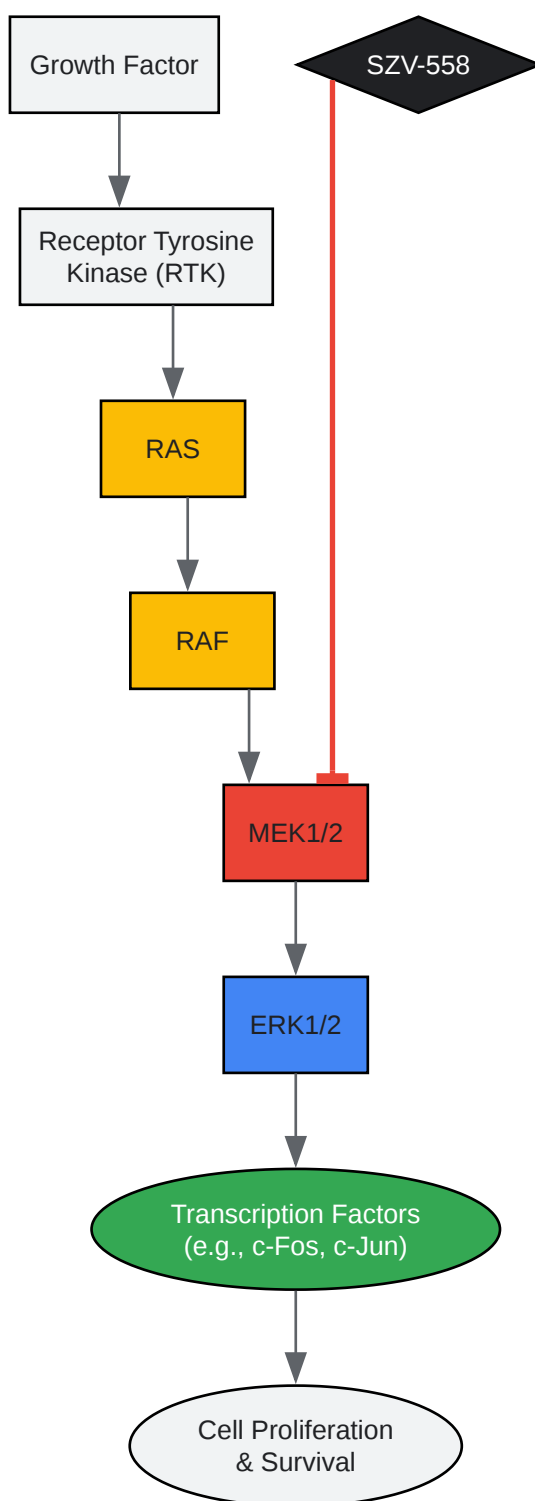 Growth Factor
SZV-558
Receptor Tyrosine
Kinase (RTK)
RAS
RAF
MEK1/2
ERK1/2
Transcription Factors
(e.g., c-Fos, c-Jun)
Cell Proliferation
& Survival